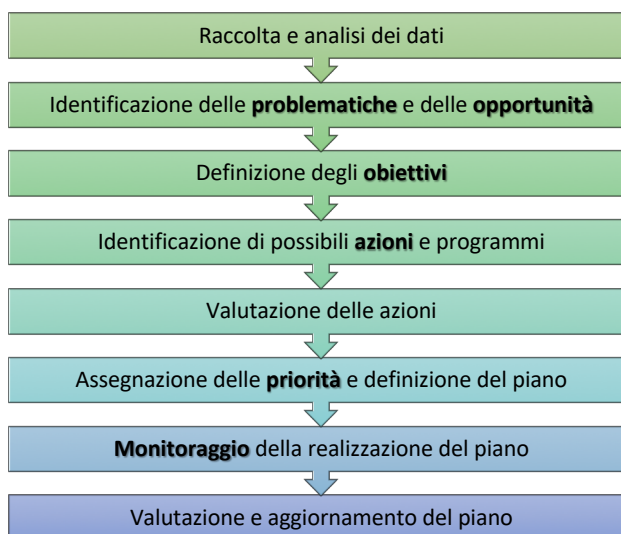 Raccolta e analisi dei dati
Identificazione delle problematiche e delle opportunità
Definizione degli obiettivi
Identificazione di possibili azioni e programmi
Valutazione delle azioni
Assegnazione delle priorità e definizione del piano
Monitoraggio della realizzazione del piano
Valutazione e aggiornamento del piano